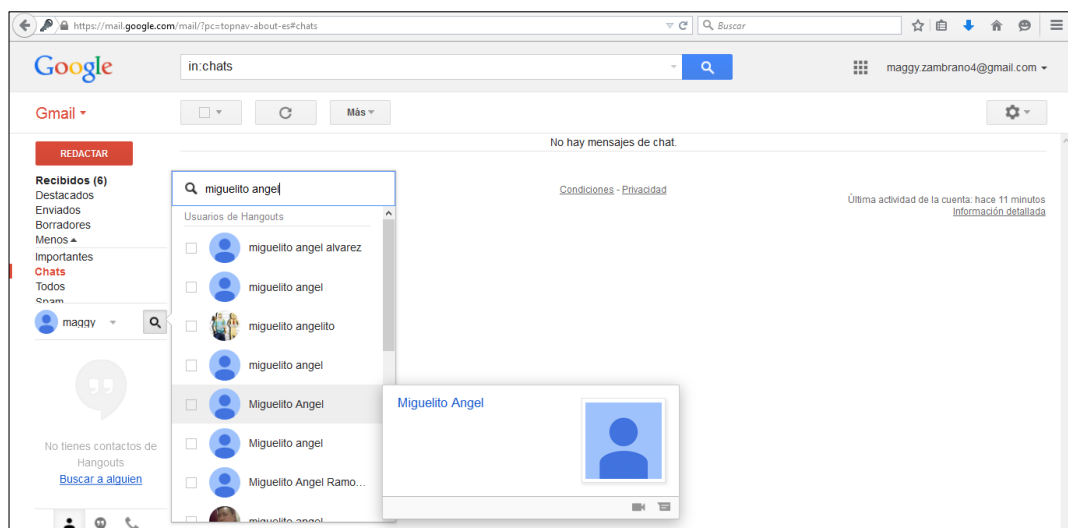 https://mail.google.com/mail/?pc=topnav-about-es#chats
Buscar
Google
in:chats
maggy.zambrano4@gmail.com
Gmail
Más
No hay mensajes de chat.
REDACTAR
Recibidos (6)
Destacados
Enviados
Borradores
Menos
Importantes
Chats
Todos
Spam
maggy
No tienes contactos de
Hangouts
Buscar a alguien
miguelito angel
Usuarios de Hangouts
miguelito angel alvarez
miguelito angel
miguelito angelito
miguelito angel
Miguelito Angel
Miguelito angel
Miguelito Angel Ramo...
miguelito angel
Miguelito Angel
Condiciones - Privacidad
Última actividad de la cuenta: hace 11 minutos
Información detallada